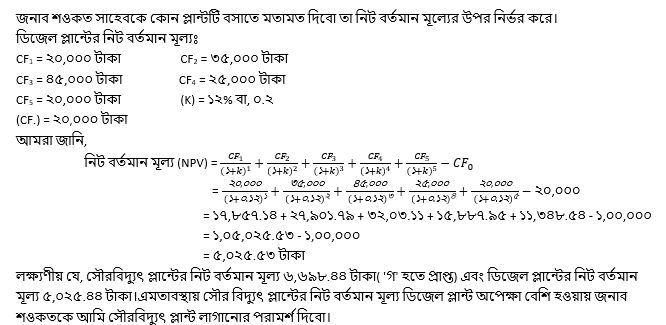 জনাব শওকত সাহেবকে কোন প্লান্টটি বসাতে মতামত দিবো তা নিট বর্তমান মূল্যের উপর নির্ভর করে।
ডিজেল প্লান্টের নিট বর্তমান মূল্যঃ
CF₁ = ২০,০০০ টাকা CF₂ = ৩৫,০০০ টাকা
CF₃ = ৪৫,০০০ টাকা CF₄ = ২৫,০০০ টাকা
CF₅ = ২০,০০০ টাকা (K) = ১২% বা, ০.২
(CF.) = ২০,০০০ টাকা
আমরা জানি,
নিট বর্তমান মূল্য (NPV) = CF₁/(১+k)¹ + CF₂/(১+k)² + CF₃/(১+k)³ + CF₄/(১+k)⁴ + CF₅/(১+k)⁵ − CF₀
= ২০,০০০/(১+০.১২)^১ + ৩৫,০০০/(১+০.১২)^২ + ৪৫,০০০/(১+০.১২)^৩ + ২৫,০০০/(১+০.১২)^৪ + ২০,০০০/(১+০.১২)^৫ − ২০,০০০
= ১৭,৮৫৭.১৪ + ২৭,৯০১.৭৯ + ৩২,০৩.১১ + ১৫,৮৮৭.৯৫ + ১১,৩৪৮.৫৪ - ১,০০,০০০
= ১,০৫,০২৫.৫৩ - ১,০০,০০০
= ৫,০২৫.৫৩ টাকা
লক্ষ্যণীয় যে, সৌরবিদ্যুৎ প্লান্টের নিট বর্তমান মূল্য ৬,৬৯৮.৪৪ টাকা( 'গ' হতে প্রাপ্ত) এবং ডিজেল প্লান্টের নিট বর্তমান
মূল্য ৫,০২৫.৪৪ টাকা।এমতাবস্থায় সৌর বিদ্যুৎ প্লান্টের নিট বর্তমান মূল্য ডিজেল প্লান্ট অপেক্ষা বেশি হওয়ায় জনাব
শওকতকে আমি সৌরবিদ্যুৎ প্লান্ট লাগানোর পরামর্শ দিবো।